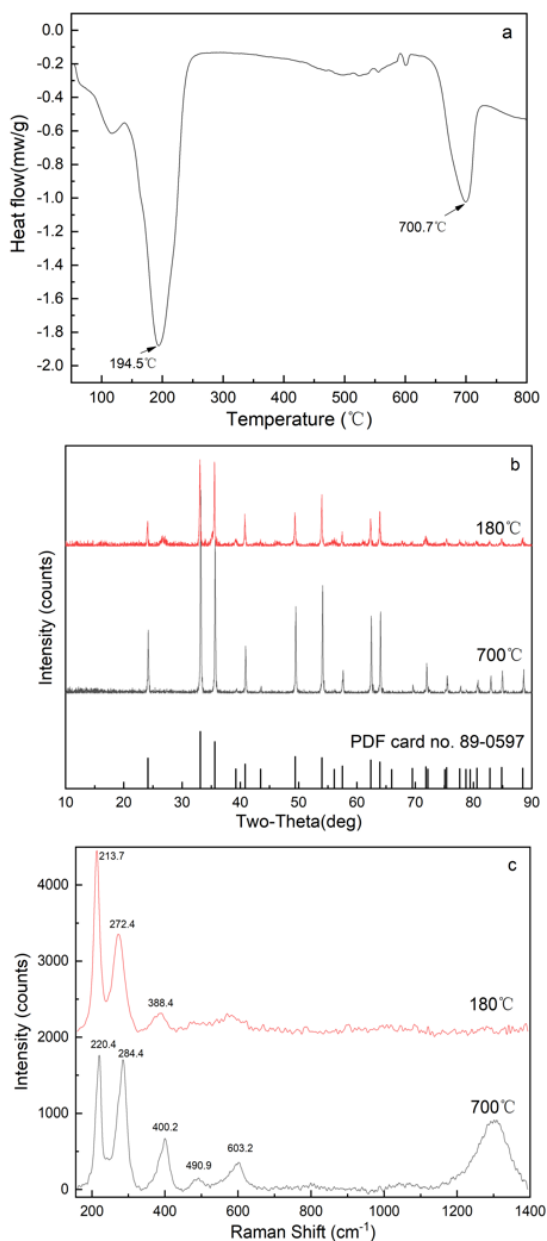 a
0.0
-0.2
-0.4
-0.6
-0.8
-1.0
-1.2
-1.4
-1.6
-1.8
-2.0
Heat flow(mw/g)
700.7℃
194.5℃
100 200 300 400 500 600 700 800
Temperature (℃)
b
180℃
700℃
PDF card no. 89-0597
Intensity (counts)
10 20 30 40 50 60 70 80 90
Two-Theta(deg)
c
4000
3000
2000
1000
0
Intensity (counts)
213.7
272.4
388.4
180℃
220.4
284.4
400.2
490.9
603.2
700℃
200 400 600 800 1000 1200 1400
Raman Shift (cm⁻¹)